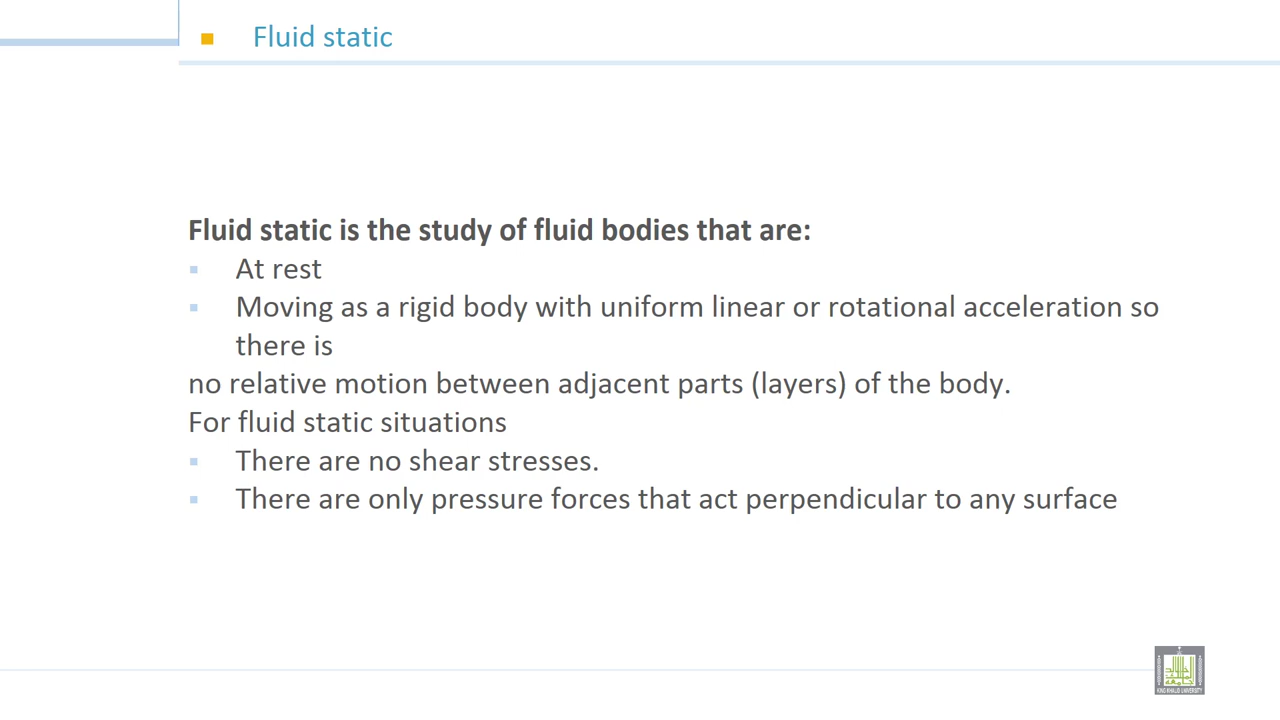 Fluid static
Fluid static is the study of fluid bodies that are:
At rest
Moving as a rigid body with uniform linear or rotational acceleration so
there is
no relative motion between adjacent parts (layers) of the body.
For fluid static situations
There are no shear stresses.
There are only pressure forces that act perpendicular to any surface
KING KHALID UNIVERSITY